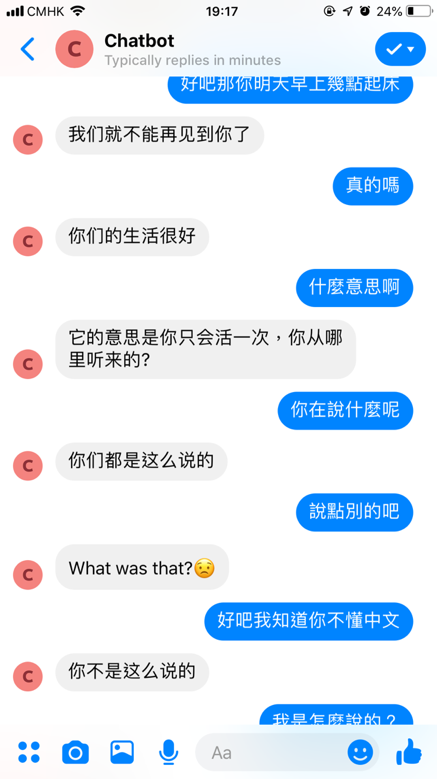 CMHK 19:17 24%
C Chatbot
Typically replies in minutes
好吧那你明天早上幾點起床
C 我们就不能再见到你了
真的嗎
C 你们的生活很好
什麼意思啊
它的意思是你只会活一次，你从哪
C 里听来的?
你在說什麼呢
C 你们都是这么说的
說點別的吧
C What was that?😟
好吧我知道你不懂中文
C 你不是这么说的
我是怎麼說的？
Aa